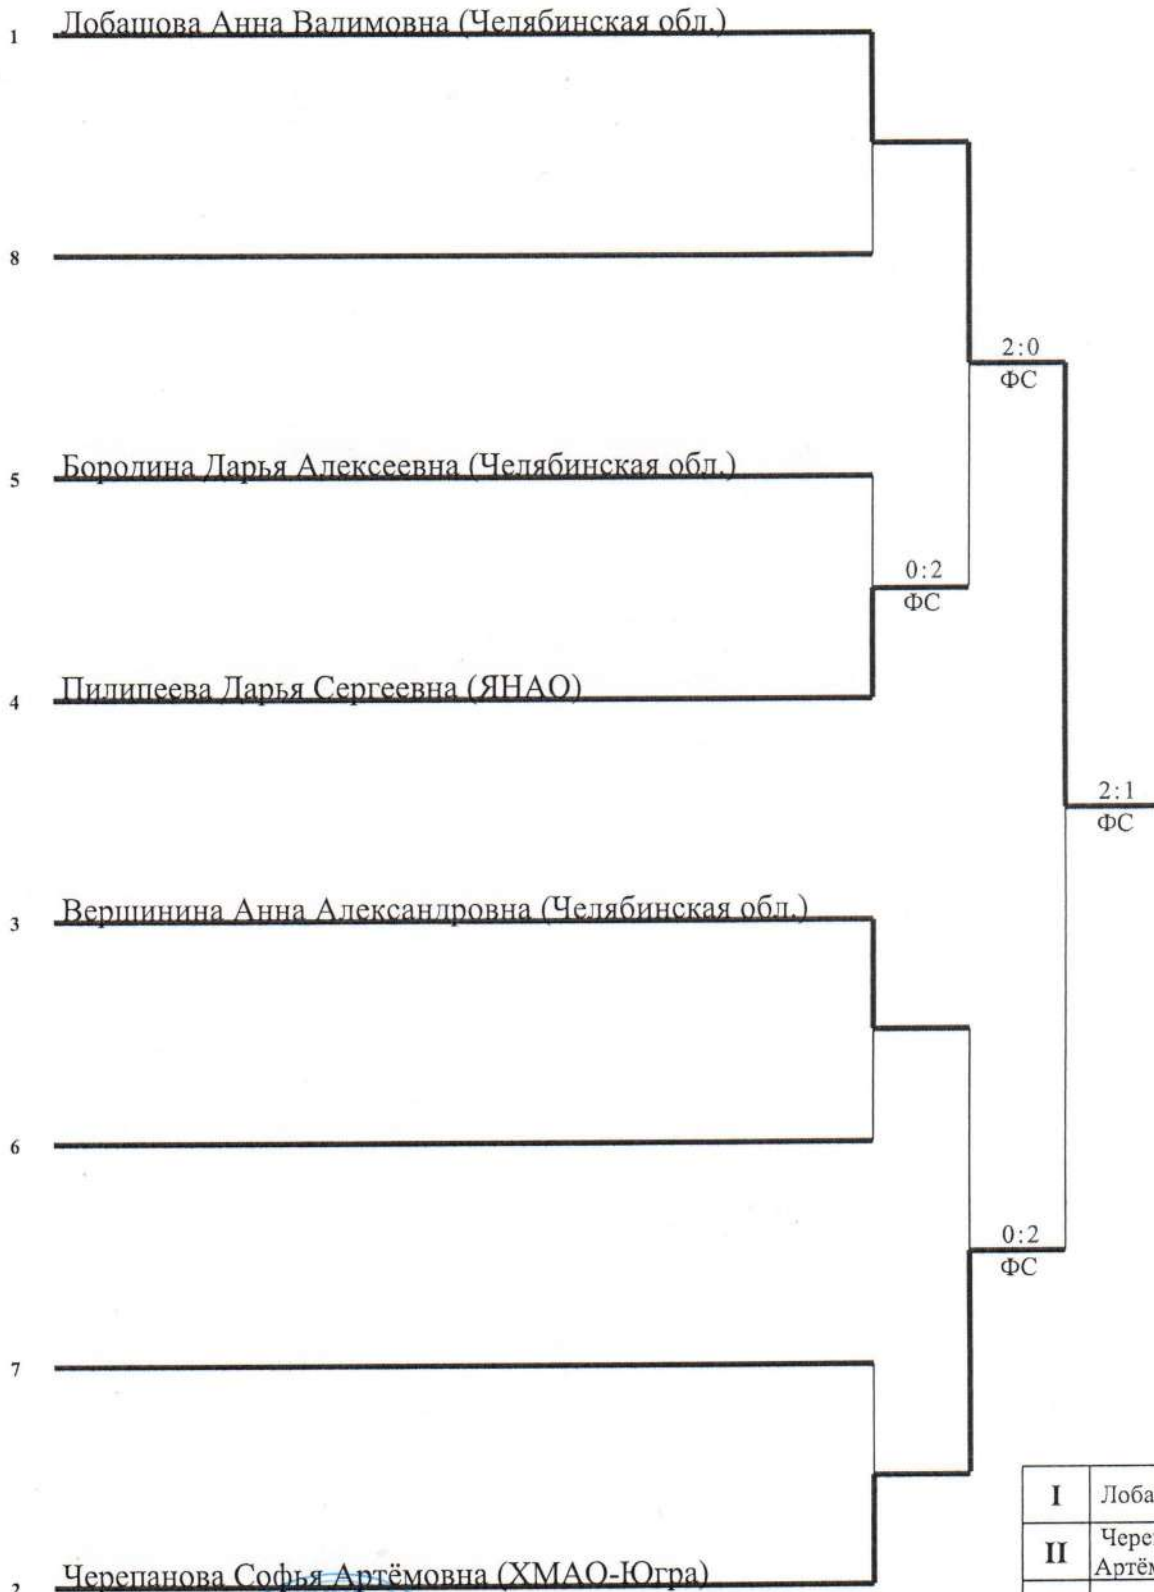 1 Лобашова Анна Вадимовна (Челябинская обл.)
8
2:0
ФС
5 Бородина Дарья Алексеевна (Челябинская обл.)
0:2
ФС
4 Пилипеева Дарья Сергеевна (ЯНАО)
2:1
ФС
3 Вершинина Анна Александровна (Челябинская обл.)
6
0:2
ФС
7
I Лоба
II Череп
Артём
2 Черепанова Софья Артёмовна (ХМАО-Югра)